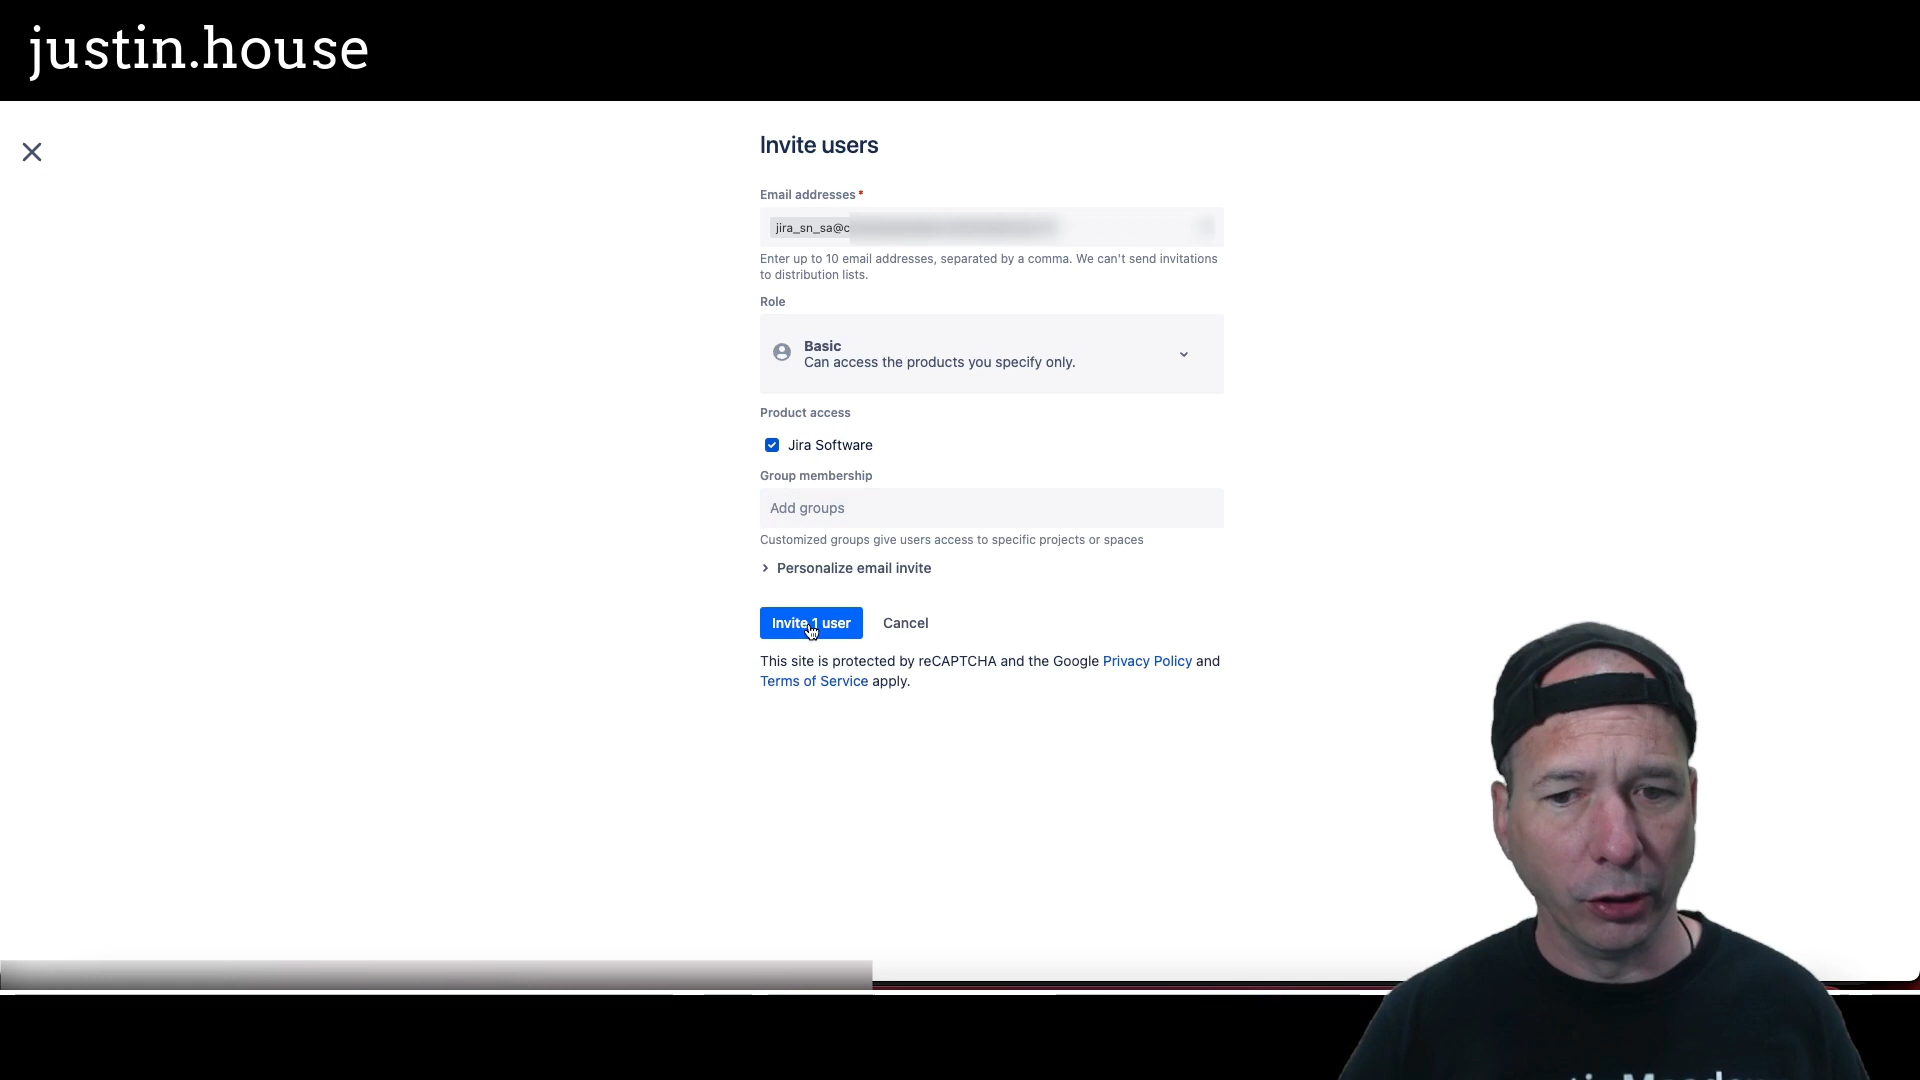 justin.house
Invite users
Email addresses *
jira_sn_sa@c
Enter up to 10 email addresses, separated by a comma. We can't send invitations
to distribution lists.
Role
Basic
Can access the products you specify only.
Product access
Jira Software
Group membership
Add groups
Customized groups give users access to specific projects or spaces
Personalize email invite
Invite 1 user Cancel
This site is protected by reCAPTCHA and the Google Privacy Policy and
Terms of Service apply.